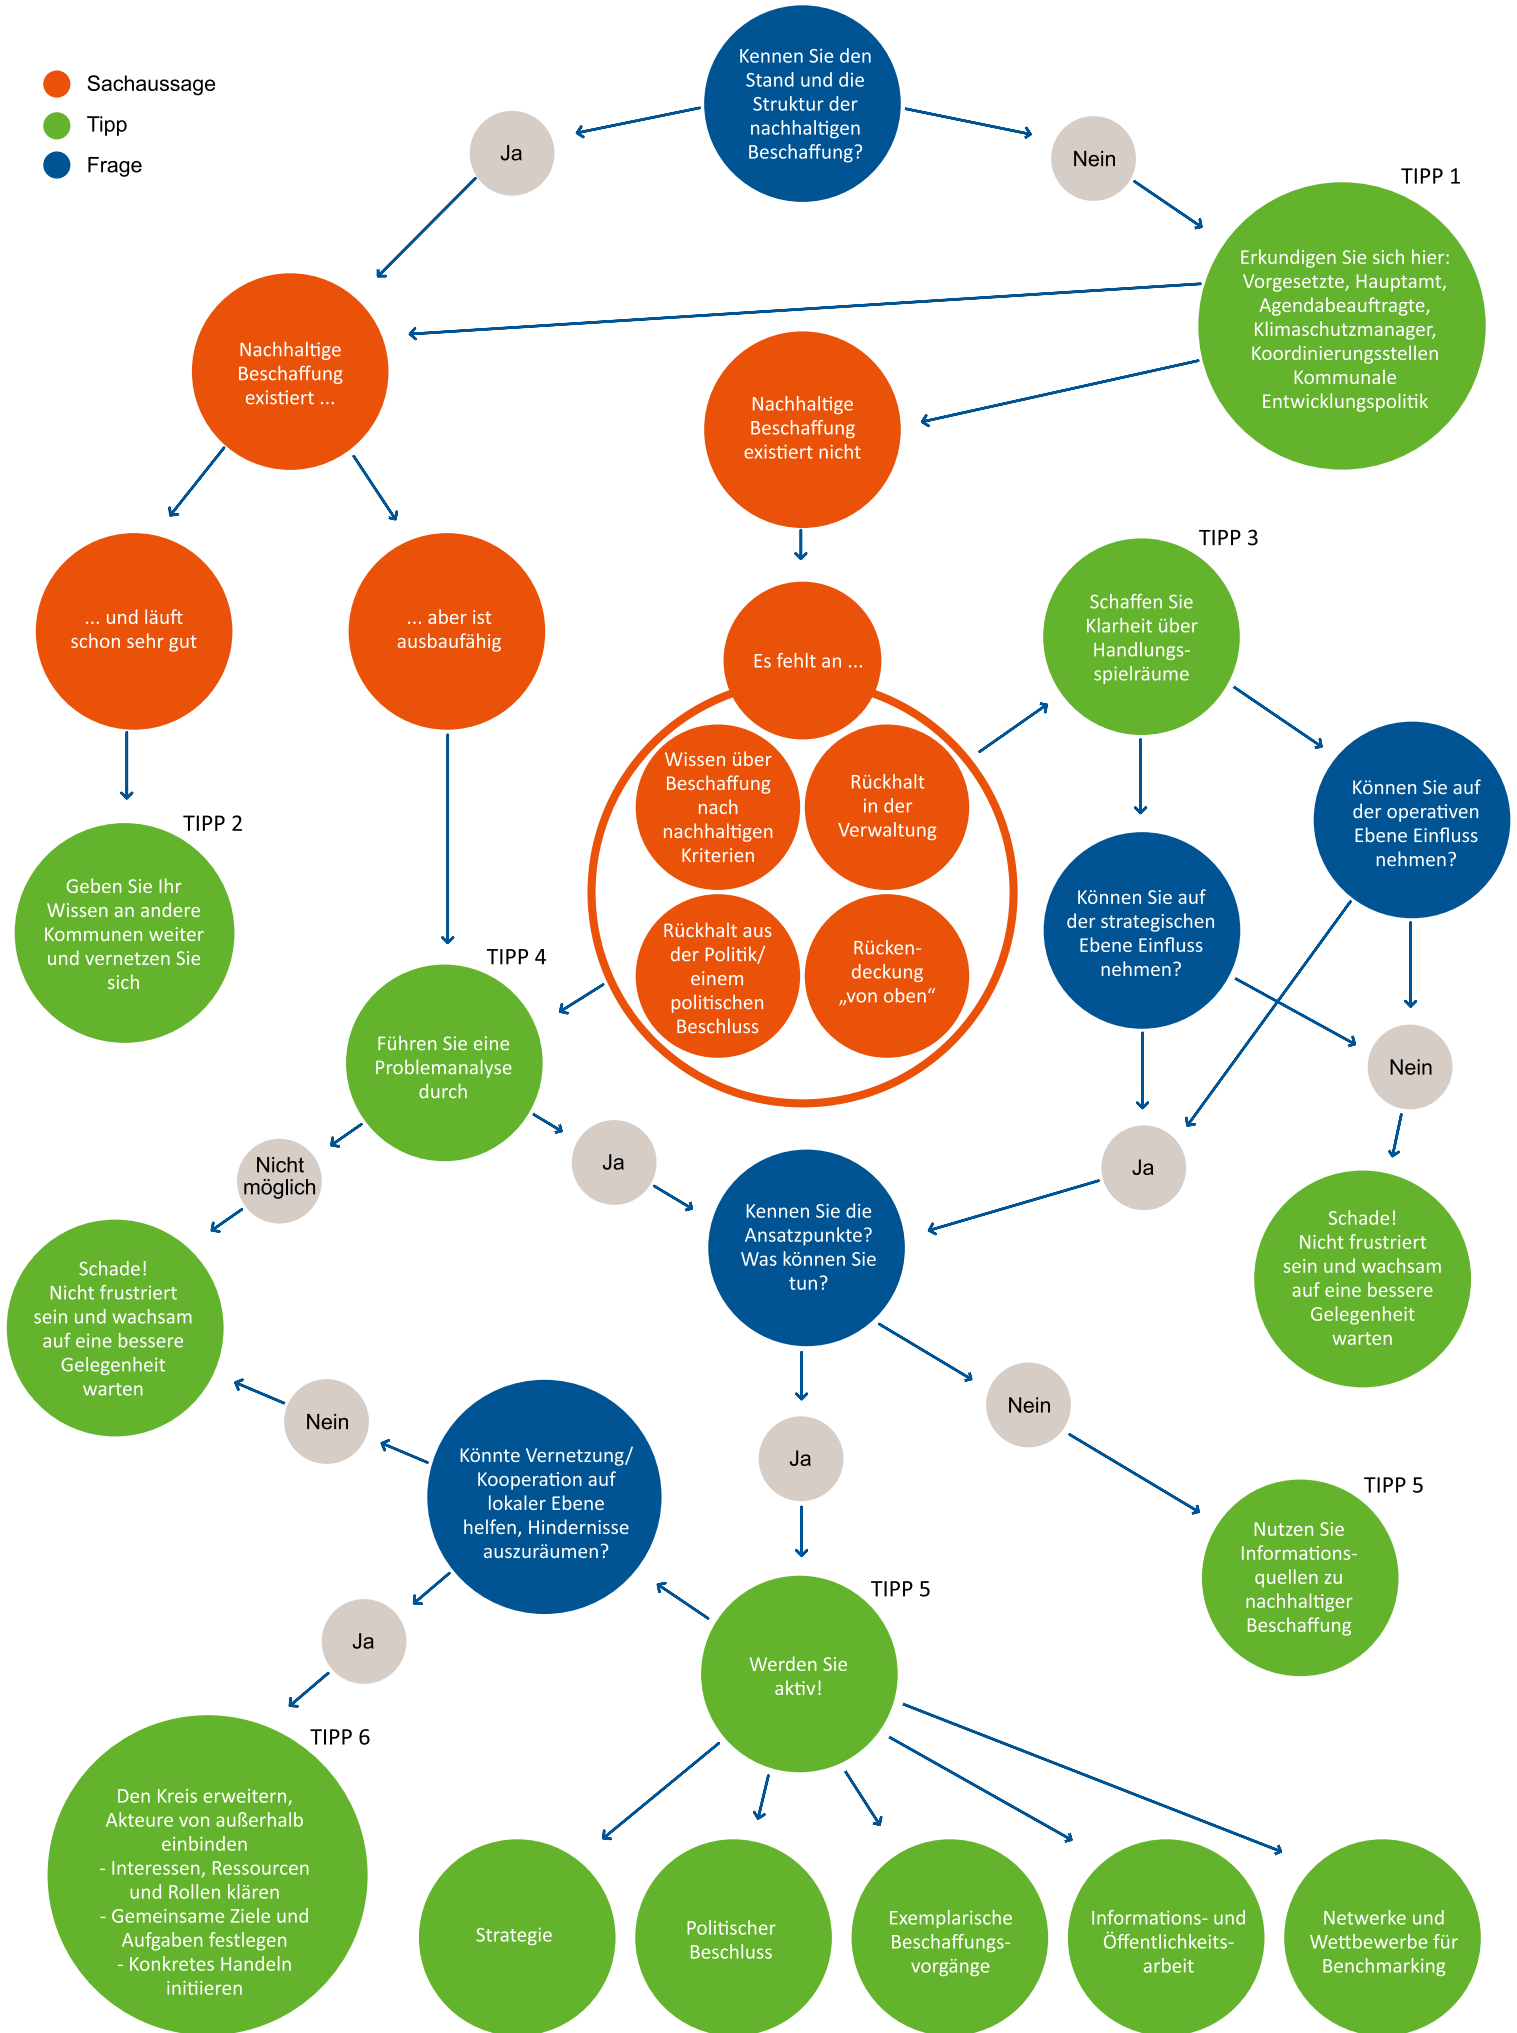 Sachaussage
Tipp
Frage
Kennen Sie den
Stand und die
Struktur der
nachhaltigen
Beschaffung?
Ja
Nein
TIPP 1
Erkundigen Sie sich hier:
Vorgesetzte, Hauptamt,
Agendabeauftragte,
Klimaschutzmanager,
Koordinierungsstellen
Kommunale
Entwicklungspolitik
Nachhaltige
Beschaffung
existiert ...
Nachhaltige
Beschaffung
existiert nicht
... und läuft
schon sehr gut
... aber ist
ausbaufähig
Es fehlt an ...
Wissen über
Beschaffung
nach
nachhaltigen
Kriterien
Rückhalt
in der
Verwaltung
Rückhalt aus
der Politik/
einem
politischen
Beschluss
Rücken-
deckung
„von oben“
TIPP 3
Schaffen Sie
Klarheit über
Handlungs-
spielräume
Können Sie auf
der operativen
Ebene Einfluss
nehmen?
Können Sie auf
der strategischen
Ebene Einfluss
nehmen?
TIPP 2
Geben Sie Ihr
Wissen an andere
Kommunen weiter
und vernetzen Sie
sich
TIPP 4
Führen Sie eine
Problemanalyse
durch
Nein
Ja
Nicht
möglich
Ja
Kennen Sie die
Ansatzpunkte?
Was können Sie
tun?
Schade!
Nicht frustriert
sein und wachsam
auf eine bessere
Gelegenheit
warten
Schade!
Nicht frustriert
sein und wachsam
auf eine bessere
Gelegenheit
warten
Nein
Könnte Vernetzung/
Kooperation auf
lokaler Ebene
helfen, Hindernisse
auszuräumen?
Ja
Nein
TIPP 5
Nutzen Sie
Informations-
quellen zu
nachhaltiger
Beschaffung
Ja
TIPP 5
Werden Sie
aktiv!
TIPP 6
Den Kreis erweitern,
Akteure von außerhalb
einbinden
- Interessen, Ressourcen
und Rollen klären
- Gemeinsame Ziele und
Aufgaben festlegen
- Konkretes Handeln
initiieren
Strategie
Politischer
Beschluss
Exemplarische
Beschaffungs-
vorgänge
Informations- und
Öffentlichkeits-
arbeit
Netwerke und
Wettbewerbe für
Benchmarking